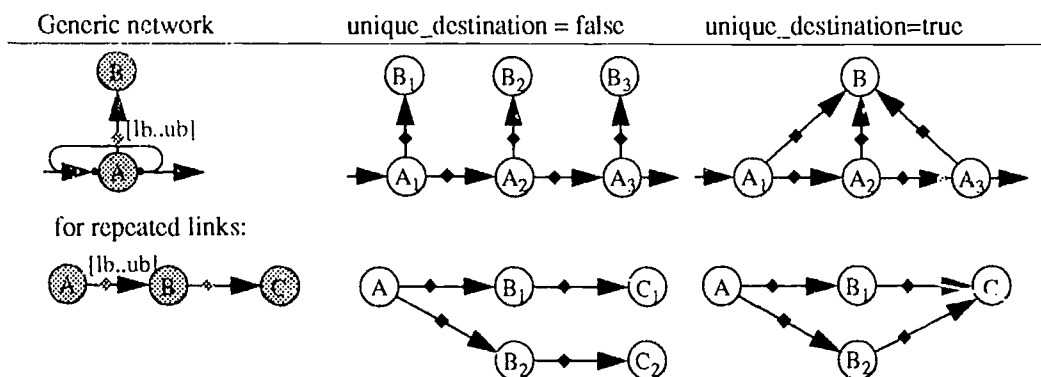 Generic network unique_destination = false unique_destination=true
B B₁ B₂ B₃ B
[lb..ub]
A A₁ A₂ A₃ A₁ A₂ A₃
for repeated links:
[lb..ub]
A B C A B₁ C₁ A B₁ C
B₂ C₂ B₂